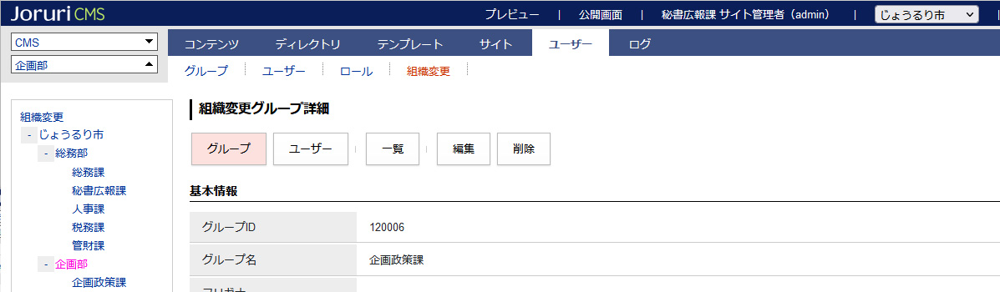 Joruri CMS
プレビュー | 公開画面 | 秘書広報課 サイト管理者（admin） | じょうるり市
CMS
企画部
コンテンツ ディレクトリ テンプレート サイト ユーザー ログ
グループ ユーザー ロール 組織変更
組織変更
- じょうるり市
- 総務部
総務課
秘書広報課
人事課
税務課
管財課
- 企画部
企画政策課
組織変更グループ詳細
グループ ユーザー | 一覧 | 編集 削除
基本情報
グループID 120006
グループ名 企画政策課